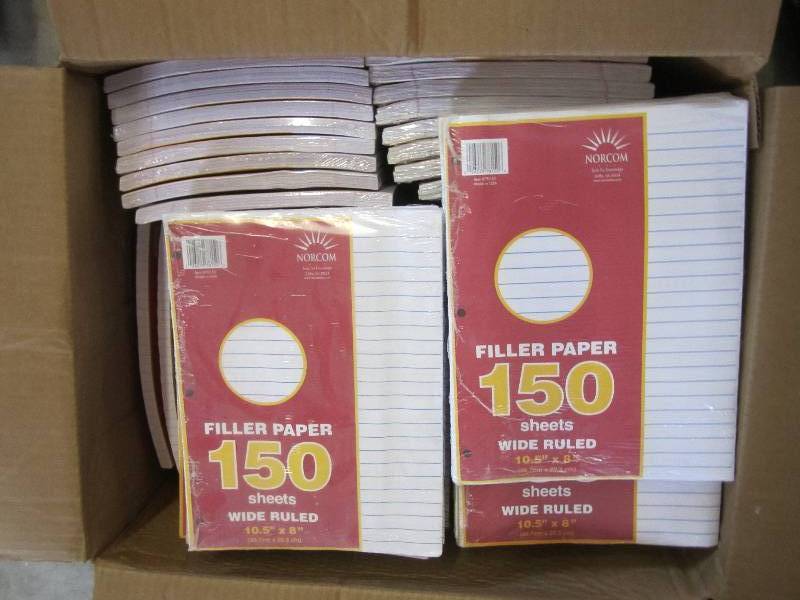 NORCOM
FILLER PAPER
150
sheets
WIDE RULED
10.5" x 8"
NORCOM
FILLER PAPER
150
sheets
WIDE RULED
10.5" x 8"
sheets
WIDE RULED
10.5" x 8"